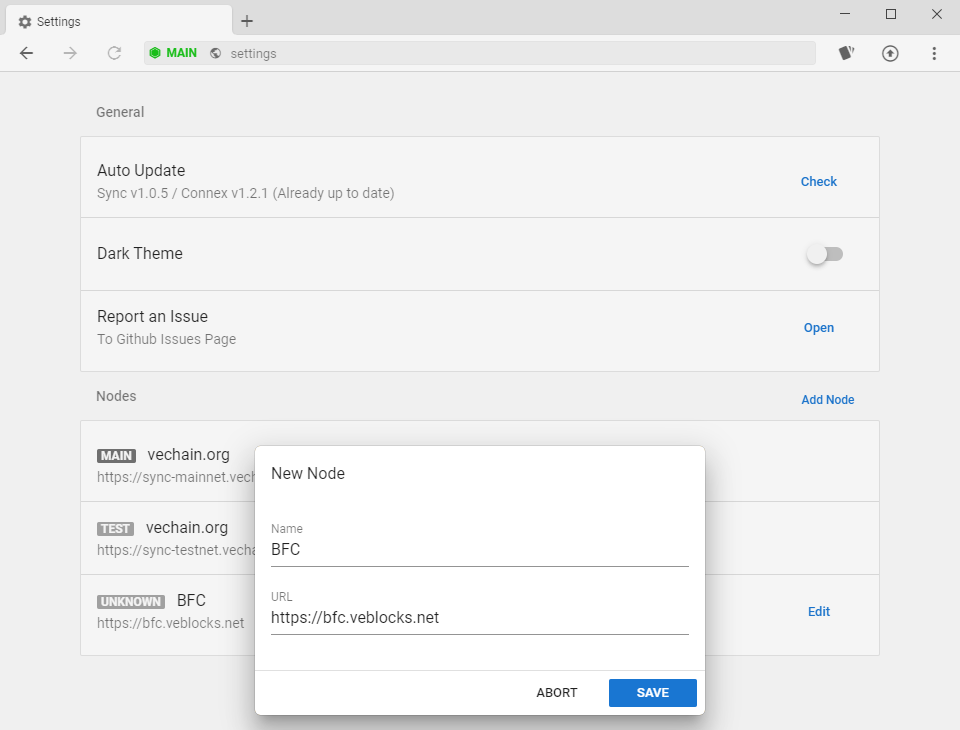 Settings
MAIN settings
General
Auto Update
Sync v1.0.5 / Connex v1.2.1 (Already up to date)
Check
Dark Theme
Report an Issue
To Github Issues Page
Open
Nodes
Add Node
MAIN vechain.org
https://sync-mainnet.vech
TEST vechain.org
https://sync-testnet.vecha
UNKNOWN BFC
https://bfc.veblocks.net
Edit
New Node
Name
BFC
URL
https://bfc.veblocks.net
ABORT SAVE